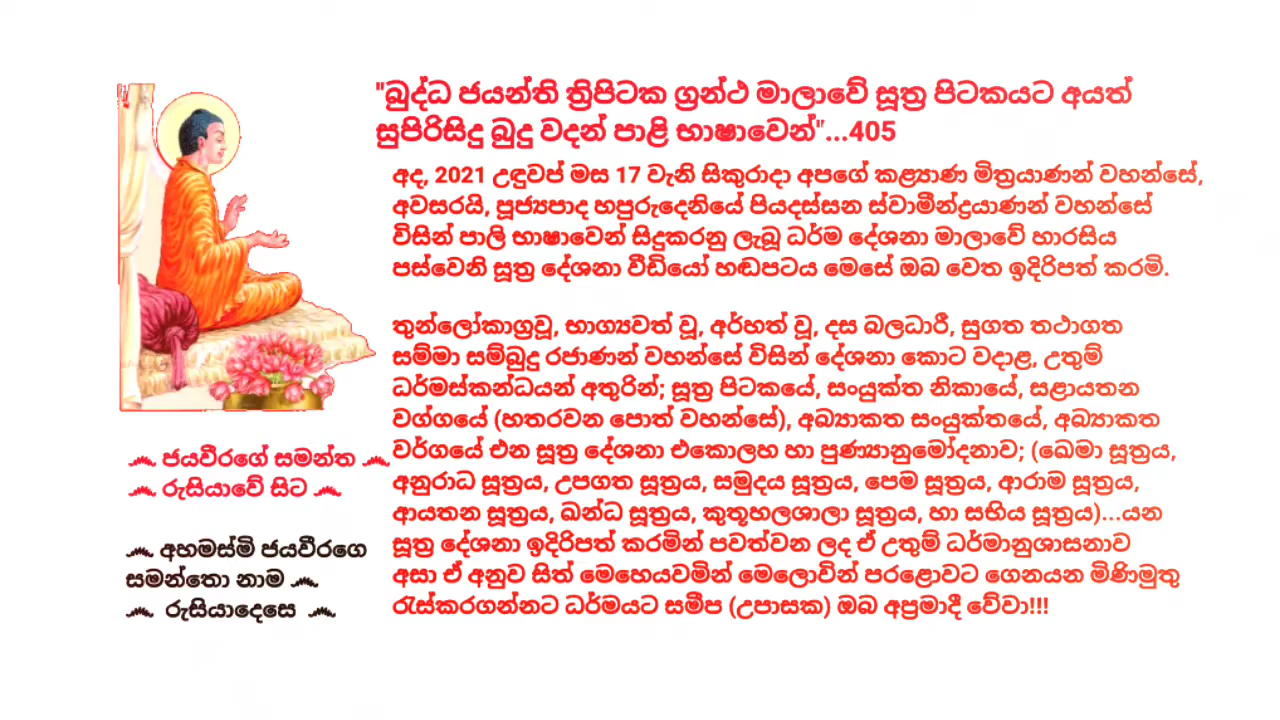 "බුද්ධ ජයන්ති ත්‍රිපිටක ග්‍රන්ථ මාලාවේ සූත්‍ර පිටකයට අයත්
සුපිරිසිදු බුදු වදන් පාළි භාෂාවෙන්"...405
අද, 2021 උඳුවප් මස 17 වැනි සිකුරාදා අපගේ කළ්‍යාණ මිත්‍රයාණන් වහන්සේ,
අවසරයි, පූජ්‍යපාද හපුරුදෙනියේ පියදස්සන ස්වාමීන්ද්‍රයාණන් වහන්සේ
විසින් පාලි භාෂාවෙන් සිදුකරනු ලැබූ ධර්ම දේශනා මාලාවේ හාරසිය
පස්වෙනි සූත්‍ර දේශනා වීඩියෝ හඬපටය මෙසේ ඔබ වෙත ඉදිරිපත් කරමි.
තුන්ලෝකාග්‍රවූ, භාග්‍යවත් වූ, අර්හත් වූ, දස බලධාරී, සුගත තථාගත
සම්මා සම්බුදු රජාණන් වහන්සේ විසින් දේශනා කොට වදාළ, උතුම්
ධර්මස්කන්ධයන් අතුරින්; සූත්‍ර පිටකයේ, සංයුක්ත නිකායේ, සළායතන
වග්ගයේ (හතරවන පොත් වහන්සේ), අබ්‍යාකත සංයුක්තයේ, අබ්‍යාකත
වර්ගයේ එන සූත්‍ර දේශනා එකොලහ හා පුණ්‍යානුමෝදනාව; (ඛෙමා සූත්‍රය,
අනුරාධ සූත්‍රය, උපගත සූත්‍රය, සමුදය සූත්‍රය, පෙම සූත්‍රය, ආරාම සූත්‍රය,
ආයතන සූත්‍රය, ඛන්ධ සූත්‍රය, කුතූහලශාලා සූත්‍රය, හා සභිය සූත්‍රය)...යන
සූත්‍ර දේශනා ඉදිරිපත් කරමින් පවත්වන ලද ඒ උතුම් ධර්මානුශාසනාව
අසා ඒ අනුව සිත් මෙහෙයවමින් මෙලොවින් පරළොවට ගෙනයන මිණිමුතු
රැස්කරගන්නට ධර්මයට සමීප (උපාසක) ඔබ අප්‍රමාදී වේවා!!!
ජයවීරගේ සමන්ත
රුසියාවේ සිට
අහමස්මි ජයවීරගෙ
සමන්තො නාම
රුසියාදෙසෙ